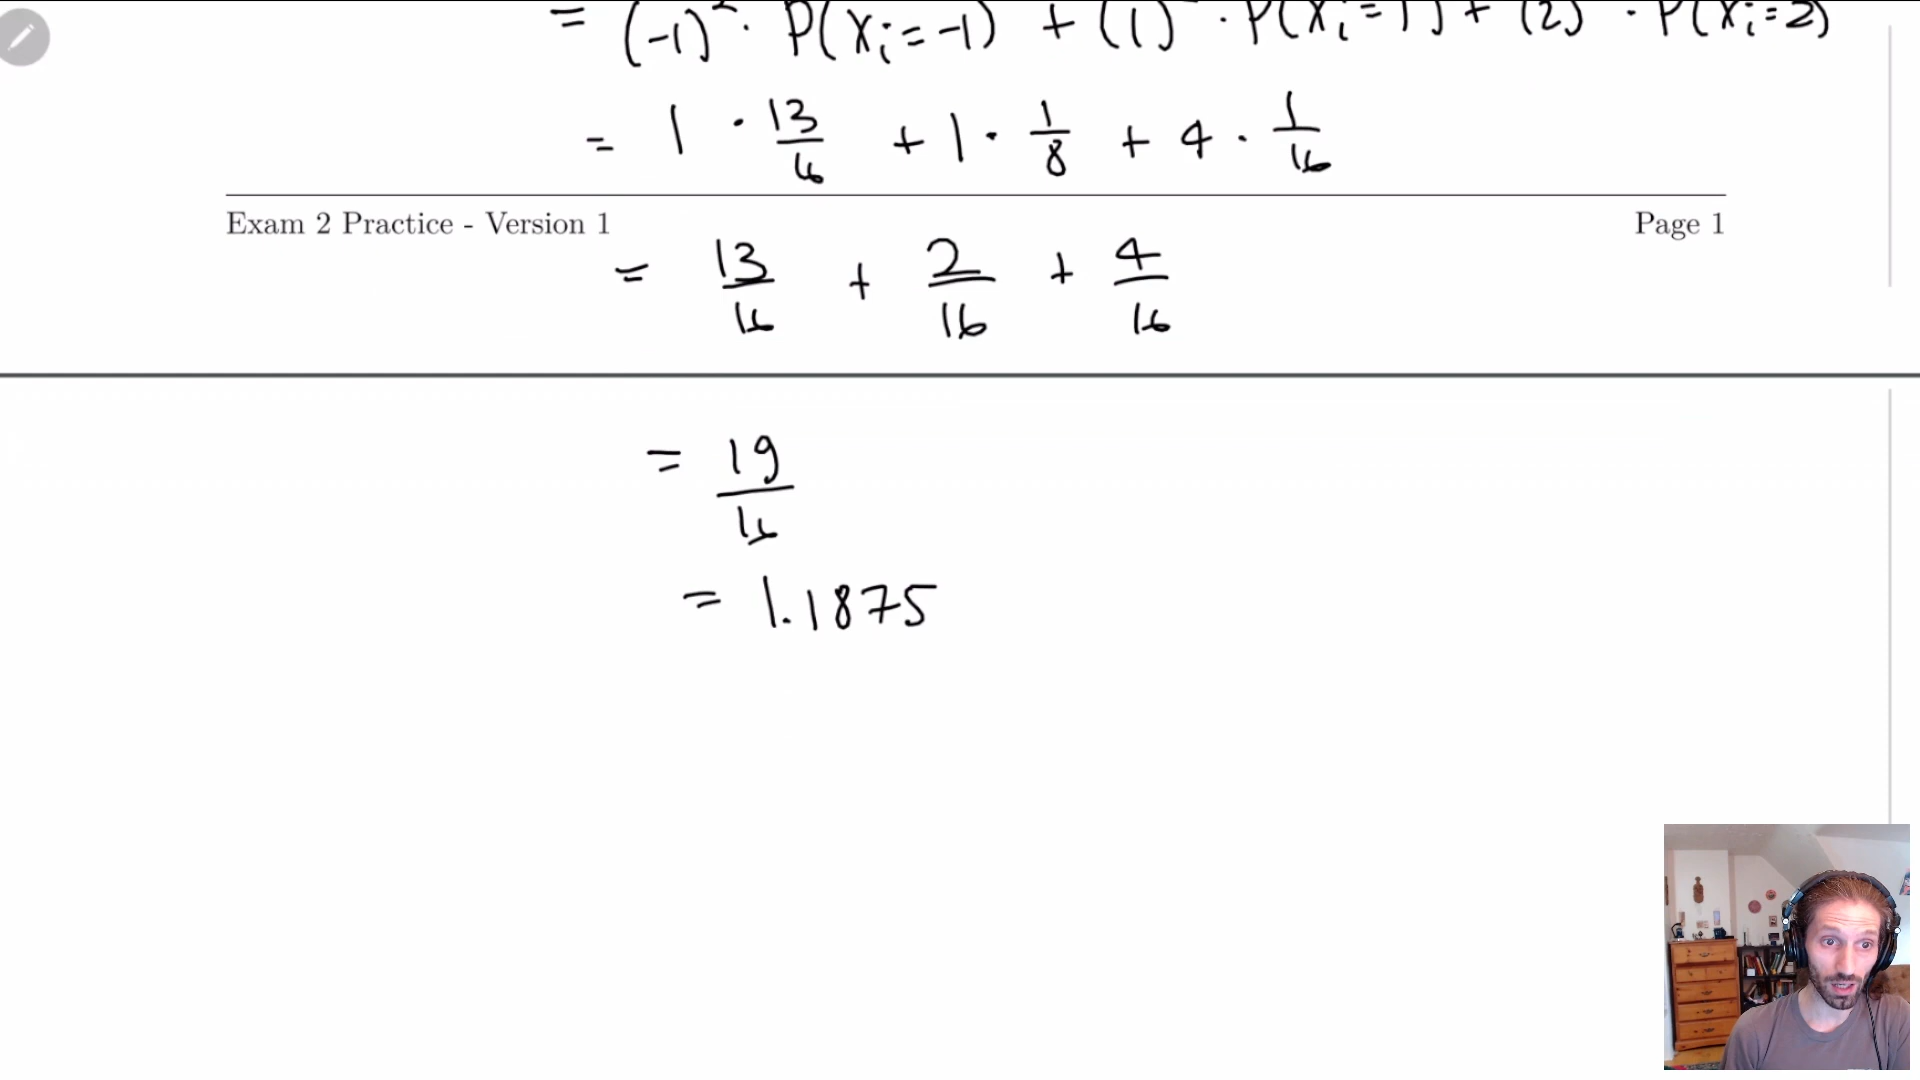 = (-1)² · P(Xᵢ=-1) + (1)² · P(Xᵢ=1) + (2)² · P(Xᵢ=2)
= 1 · 13/16 + 1 · 1/8 + 4 · 1/16
Exam 2 Practice - Version 1 Page 1
= 13/16 + 2/16 + 4/16
= 19/16
= 1.1875